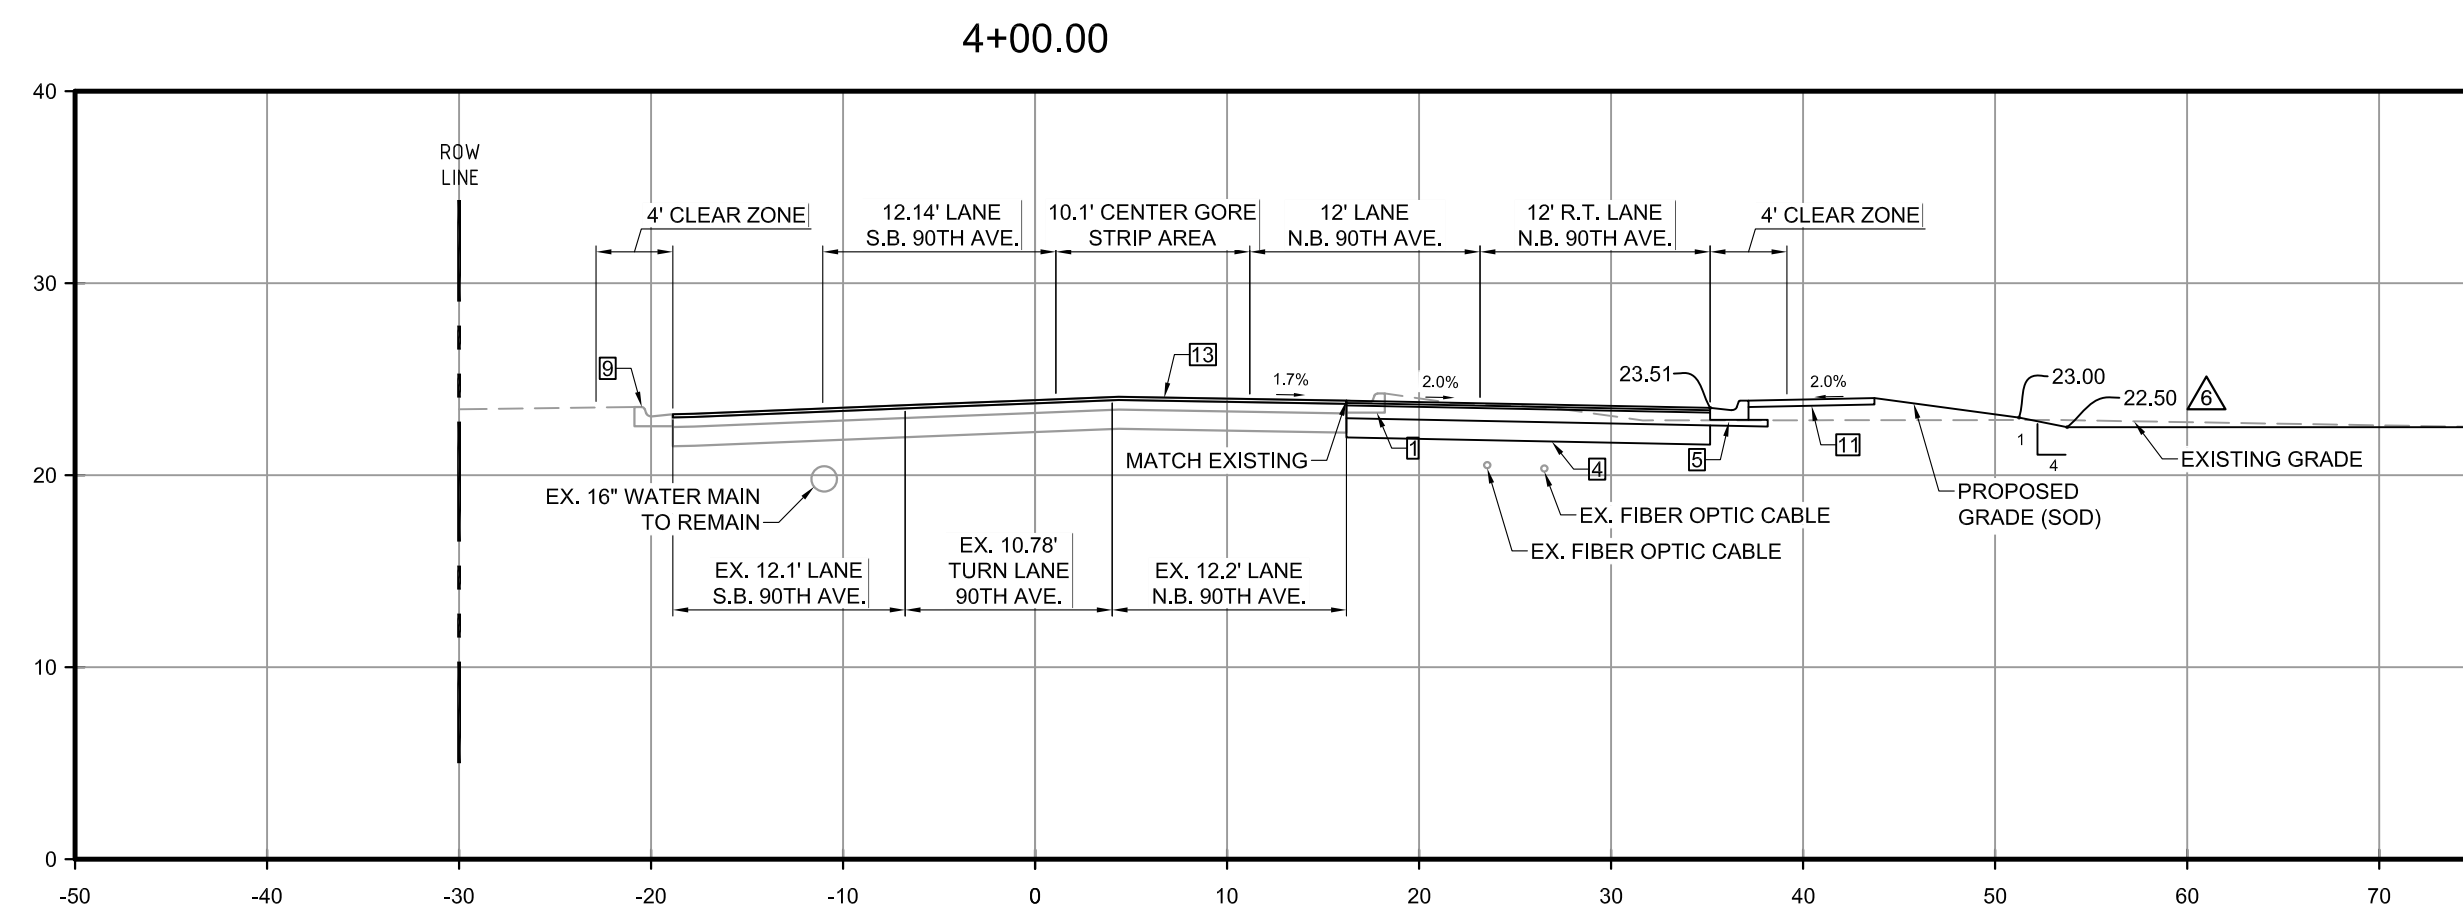 4+00.00
40
30
20
10
0
ROW
LINE
4' CLEAR ZONE
12.14' LANE
S.B. 90TH AVE.
10.1' CENTER GORE
STRIP AREA
12' LANE
N.B. 90TH AVE.
12' R.T. LANE
N.B. 90TH AVE.
4' CLEAR ZONE
9
13
1.7%
2.0%
23.51
2.0%
23.00
22.50
6
MATCH EXISTING
1
4
5
11
1
4
EXISTING GRADE
EX. 16" WATER MAIN
TO REMAIN
EX. FIBER OPTIC CABLE
EX. FIBER OPTIC CABLE
PROPOSED
GRADE (SOD)
EX. 12.1' LANE
S.B. 90TH AVE.
EX. 10.78'
TURN LANE
90TH AVE.
EX. 12.2' LANE
N.B. 90TH AVE.
-50
-40
-30
-20
-10
0
10
20
30
40
50
60
70